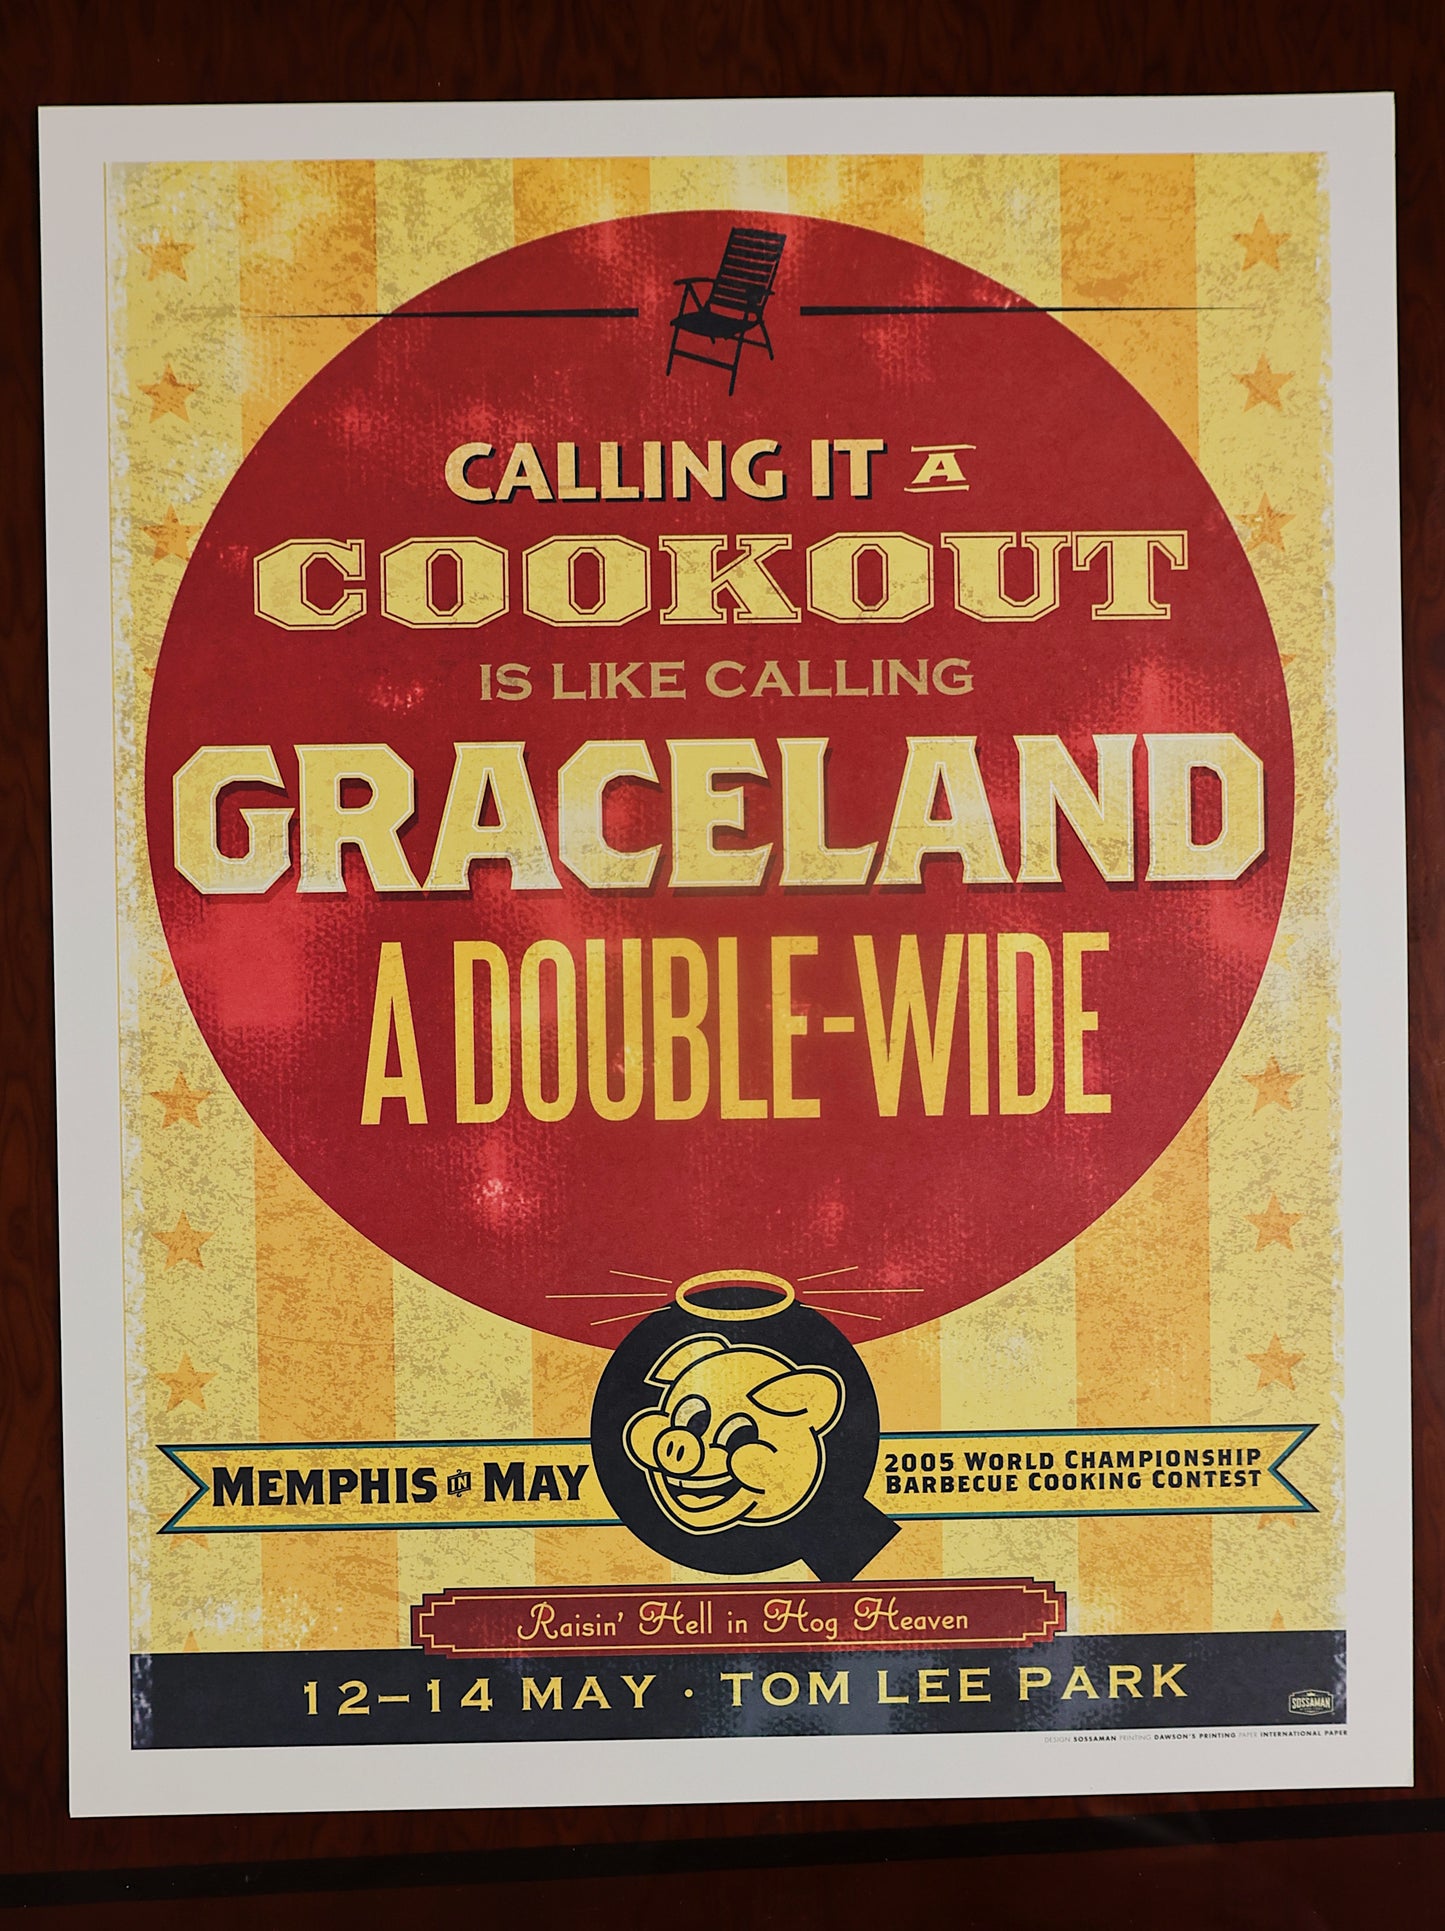 CALLING IT A
COOKOUT
IS LIKE CALLING
GRACELAND
A DOUBLE-WIDE
MEMPHIS IN MAY
2005 WORLD CHAMPIONSHIP
BARBECUE COOKING CONTEST
Raisin' Hell in Hog Heaven
12–14 MAY · TOM LEE PARK
SOSSAMAN
DESIGN SOSSAMAN PRINTING DAWSON'S PRINTING PAPER INTERNATIONAL PAPER